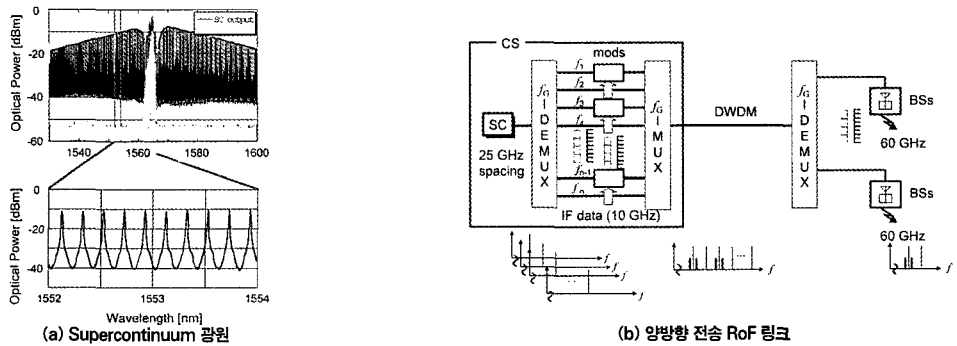 Optical Power [dBm]
0
-20
-40
-60
SC output
1540
1560
1580
1600
Optical Power [dBm]
0
-20
-40
1552
1553
1554
Wavelength [nm]
(a) Supercontinuum 광원
CS
mods
SC
25 GHz
spacing
DEMUX
f1
f2
f3
f4
fn-1
fn
MUX
IF data (10 GHz)
DWDM
DEMUX
BSs
60 GHz
BSs
60 GHz
f
f
f
f
f
f
(b) 양방향 전송 RoF 링크